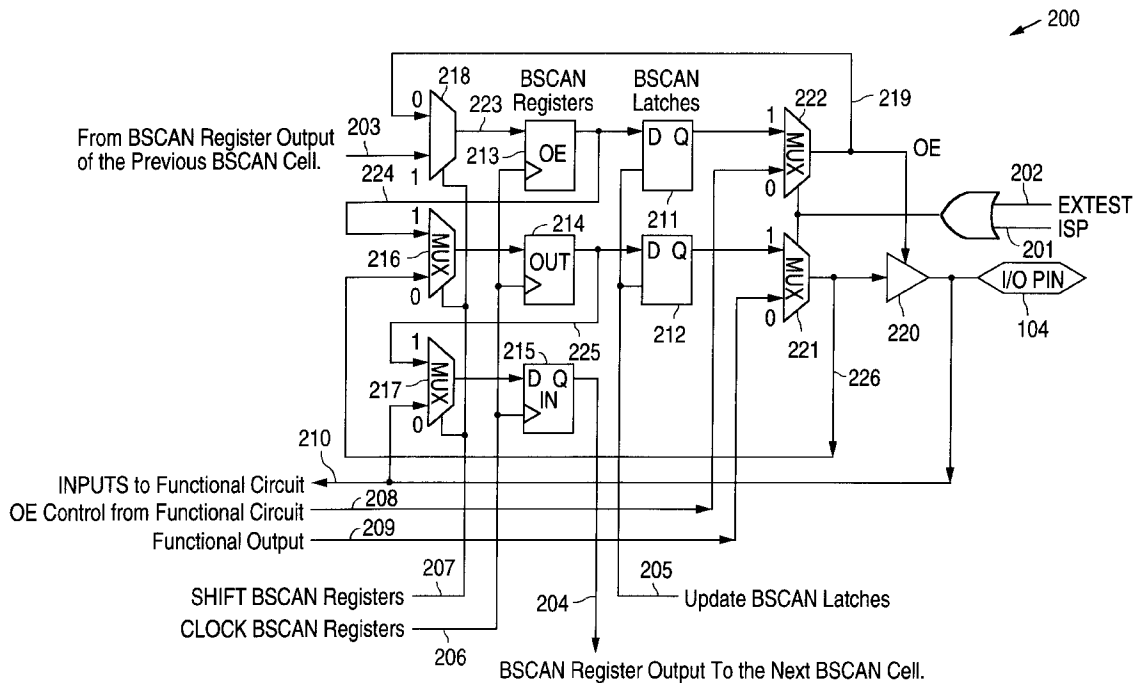 200
218
BSCAN
Registers
BSCAN
Latches
0
223
222
219
1
D Q
MUX
OE
213
OE
From BSCAN Register Output
of the Previous BSCAN Cell.
203
1
224
0
211
202
EXTEST
ISP
201
1
MUX
216
0
214
OUT
D Q
212
1
MUX
0
221
220
I/O PIN
104
225
1
MUX
217
0
215
D Q
IN
226
210
INPUTS to Functional Circuit
OE Control from Functional Circuit
208
Functional Output
209
207
SHIFT BSCAN Registers
CLOCK BSCAN Registers
206
204
205
Update BSCAN Latches
BSCAN Register Output To the Next BSCAN Cell.